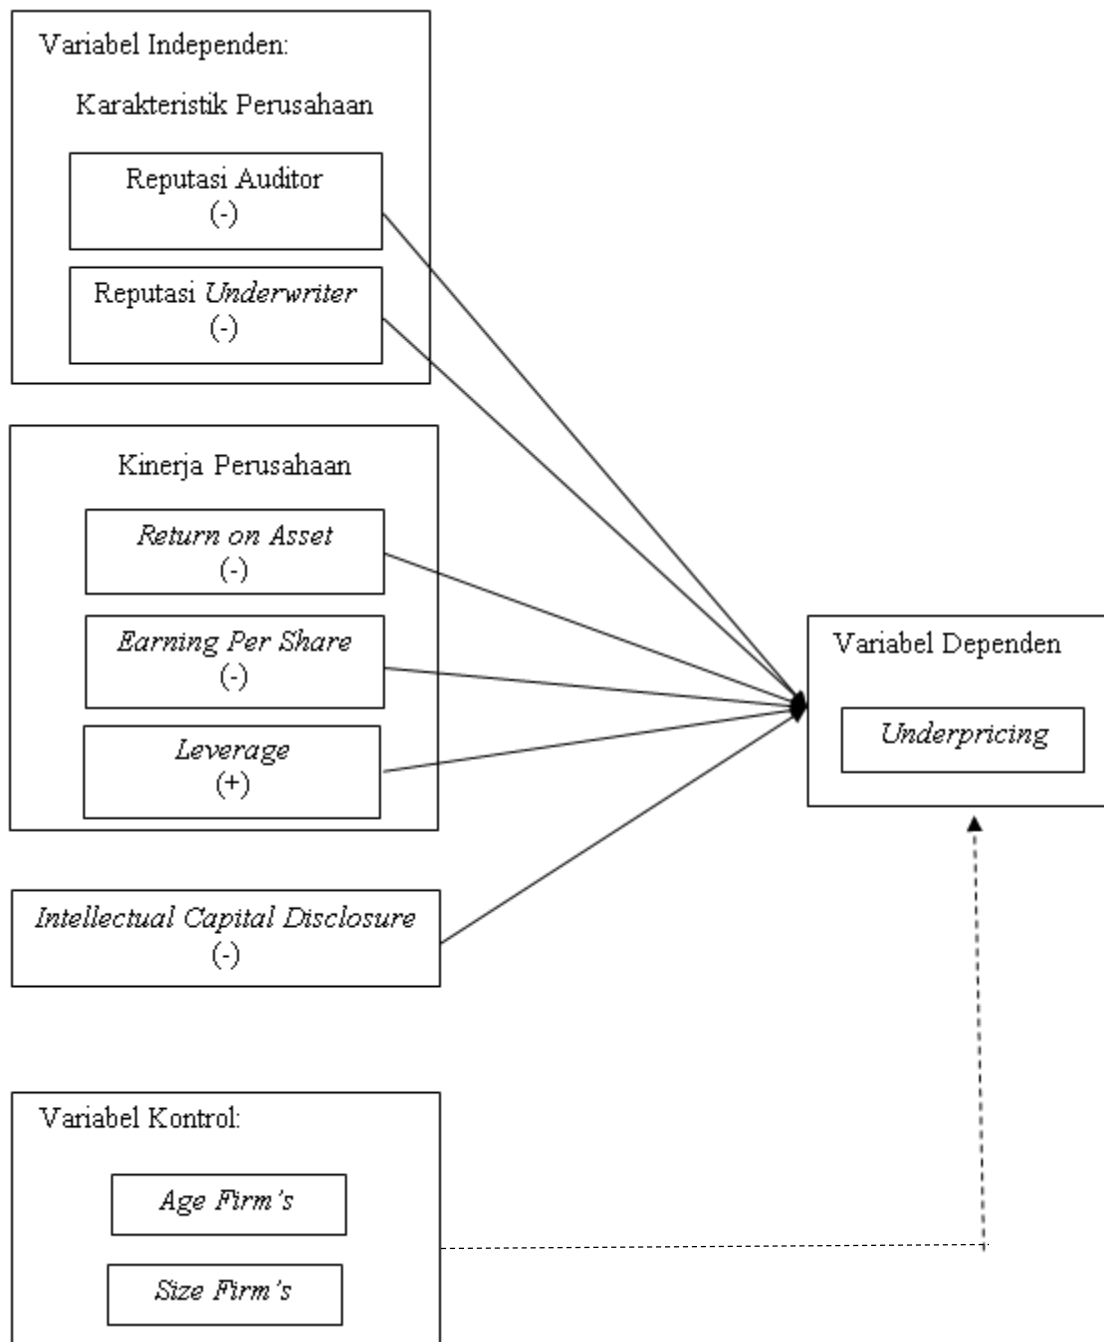 Variabel Independen:
Karakteristik Perusahaan
Reputasi Auditor
(-)
Reputasi Underwriter
(-)
Kinerja Perusahaan
Return on Asset
(-)
Earning Per Share
(-)
Leverage
(+)
Intellectual Capital Disclosure
(-)
Variabel Dependen
Underpricing
Variabel Kontrol:
Age Firm's
Size Firm's